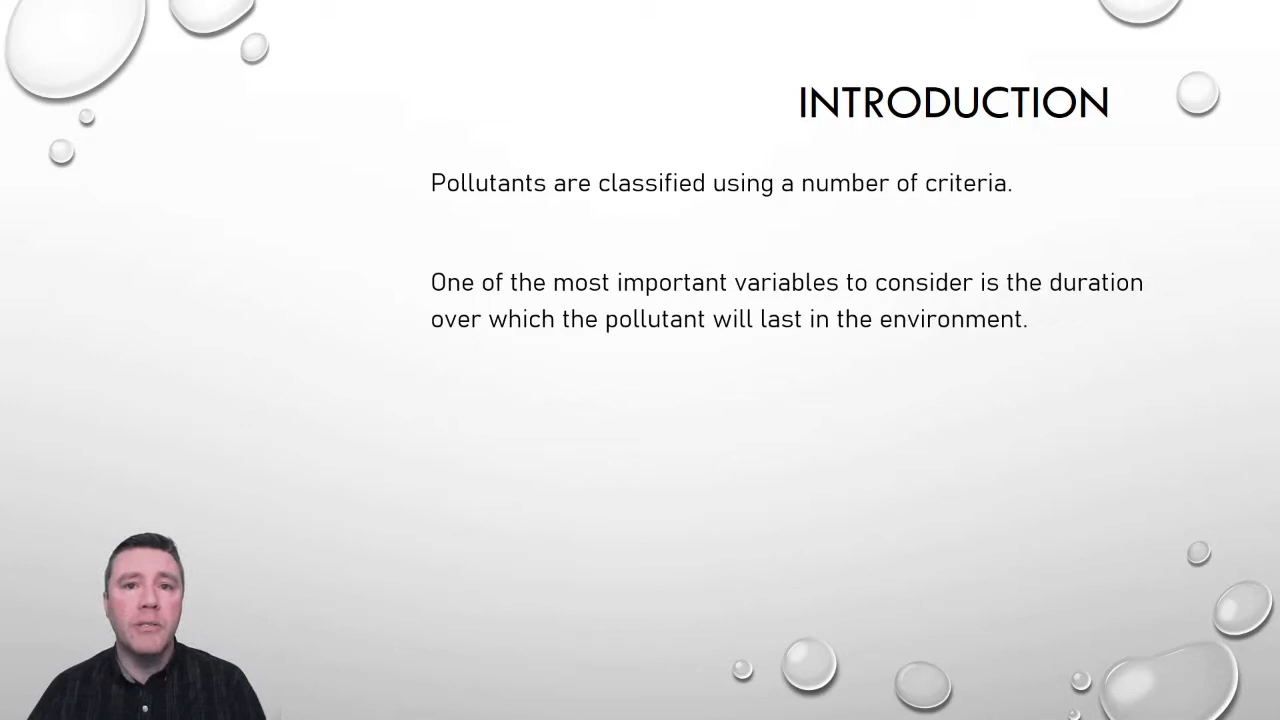 INTRODUCTION
Pollutants are classified using a number of criteria.
One of the most important variables to consider is the duration
over which the pollutant will last in the environment.